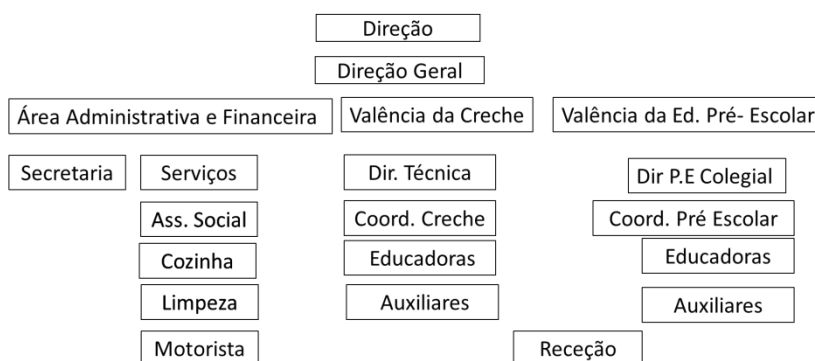 Direção
Direção Geral
Área Administrativa e Financeira
Valência da Creche
Valência da Ed. Pré- Escolar
Secretaria
Serviços
Dir. Técnica
Dir P.E Colegial
Ass. Social
Coord. Creche
Coord. Pré Escolar
Cozinha
Educadoras
Educadoras
Limpeza
Auxiliares
Auxiliares
Motorista
Receção